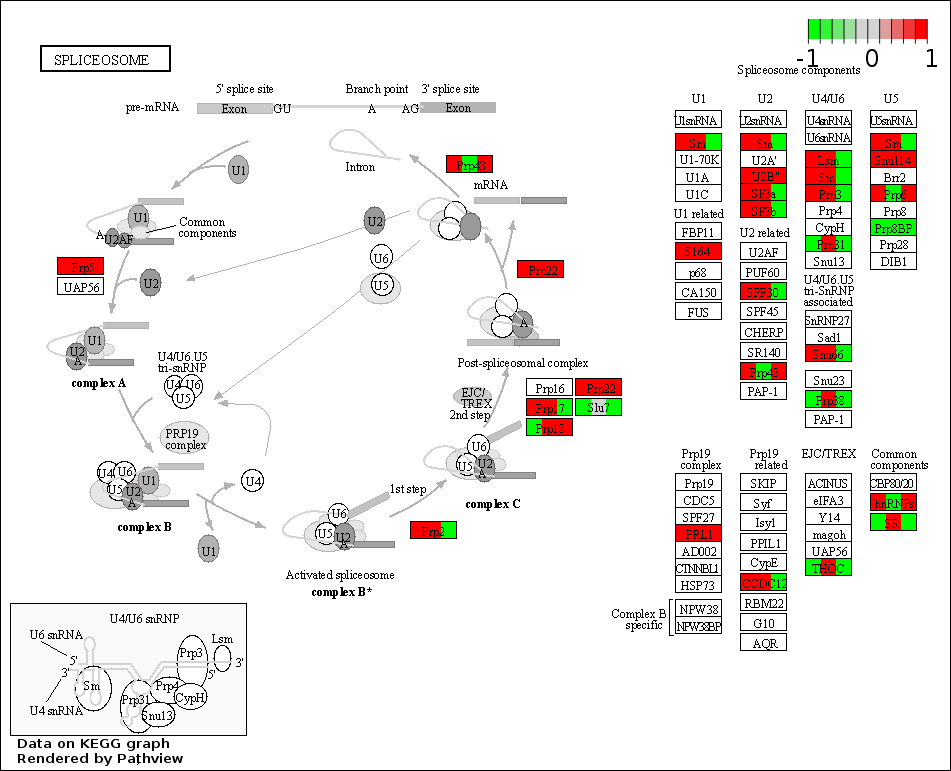 SPLICEOSOME
-1 0 1
Spliceosome components
5' splice site
Branch point
3' splice site
pre-mRNA
Exon
GU
A
AG
Exon
Intron
Prp43
mRNA
U1
U1
A
U2AF
Common
components
Prp5
UAP56
U2
U2
U6
U5
Prp22
U1
U2
A
complex A
U4/U6.U5
tri-snRNP
U4
U6
U5
PRP19
complex
A
Post-spliceosomal complex
EJC/
TREX
2nd step
Prp16
Prp22
Prp17
Slu7
Prp18
U4
U6
U5
U1
U2
A
complex B
U4
U1
U6
U5
U2
A
1st step
Prp2
Activated spliceosome
complex B*
U6
U5
U2
A
complex C
U1
U1snRNA
Sm
U1-70K
U1A
U1C
U1 related
FBP11
S164
p68
CA150
FUS
U2
U2snRNA
Sm
U2A'
U2B"
SF3a
SF3b
U2 related
U2AF
PUF60
SPF30
SPF45
CHERP
SR140
Prp43
PAP-1
U4/U6
U4snRNA
U6snRNA
Lsm
Sm
Prp3
Prp4
CypH
Prp31
Snu13
U4/U6.U5
tri-SnRNP
associated
SnRNP27
Sad1
Snu66
Snu23
Prp38
PAP-1
U5
U5snRNA
Sm
Snu114
Brr2
Prp6
Prp8
Prp8BP
Prp28
DIB1
Prp19
complex
Prp19
CDC5
SPF27
PRL1
AD002
CTNNBL1
HSP73
Complex B
specific
NPW38
NPW38BP
Prp19
related
SKIP
Syf
Isy1
PPIL1
CypE
CCDC12
RBM22
G10
AQR
EJC/TREX
ACINUS
eIFA3
Y14
magoh
UAP56
THOC
Common
components
CBP80/20
hnRNPs
SR
U4/U6 snRNP
U6 snRNA
5'
3'
U4 snRNA
Sm
Prp3
Lsm
3'
5'
Prp4
Prp31
CypH
Snu13
Data on KEGG graph
Rendered by Pathview